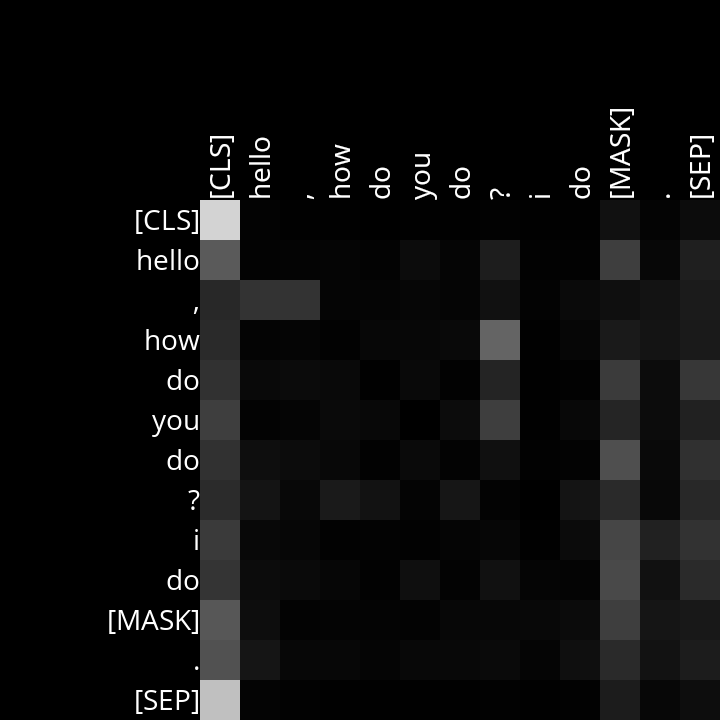 [CLS] hello , how do you do ? i do [MASK] . [SEP]
[CLS]
hello
,
how
do
you
do
?
i
do
[MASK]
.
[SEP]